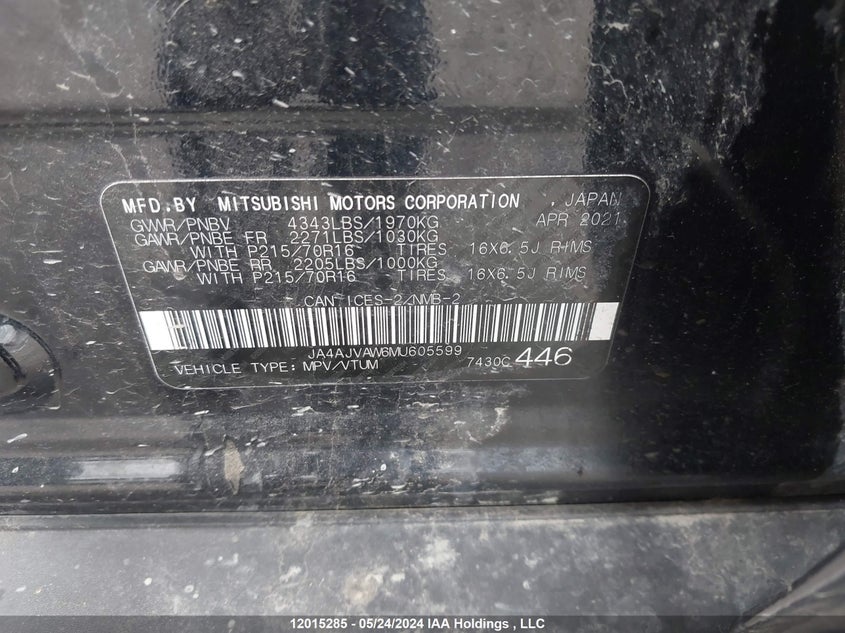 MFD.BY MITSUBISHI MOTORS CORPORATION , JAPAN
GVWR/PNBV 4343LBS/1970KG APR 2021
GAWR/PNBE FR 2271LBS/1030KG
WITH P215/70R16 TIRES 16X6.5J RIMS
GAWR/PNBE RR 2205LBS/1000KG
WITH P215/70R16 TIRES 16X6.5J RIMS
CAN ICES-2/NMB-2
JA4AJVAW6MU605599
VEHICLE TYPE: MPV/VTUM 7430C 446
12015285 - 05/24/2024 IAA Holdings , LLC